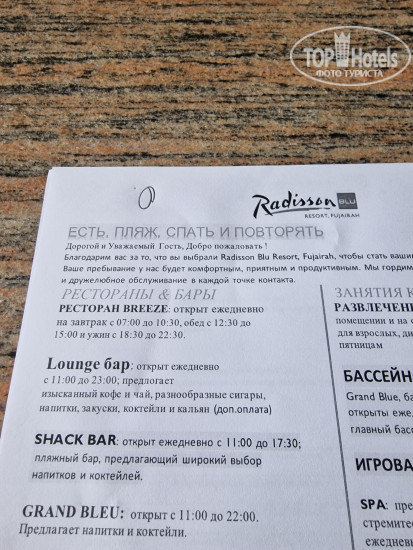 TOP Hotels
ФОТО ТУРИСТА
Radisson BLU
RESORT, FUJAIRAH
ЕСТЬ, ПЛЯЖ, СПАТЬ И ПОВТОРЯТЬ
Дорогой и Уважаемый Гость, Добро пожаловать !
Благодарим вас за то, что вы выбрали Radisson Blu Resort, Fujairah, чтобы стать ваши
Ваше пребывание у нас будет комфортным, приятным и продуктивным. Мы гордим
и дружелюбное обслуживание в каждой точке контакта.
РЕСТОРАНЫ & БАРЫ
РЕСТОРАН BREEZE: открыт ежедневно
на завтрак с 07:00 до 10:30, обед с 12:30 до
15:00 и ужин с 18:30 до 22:30.
Lounge бар: открыт ежедневно
с 11:00 до 23:00; предлогает
изысканный кофе и чай, разнообразные сигары,
напитки, закуски, коктейли и кальян (доп.оплата)
SHACK BAR: открит ежедневно с 11:00 до 17:30;
пляжный бар, предлагающий широкий выбор
напитков и коктейлей.
GRAND BLEU: открыт с 11:00 до 22:00.
Предлагает напитки и коктейли.
ЗАНЯТИЯ
РАЗВЛЕЧЕН
помещении и на
для взрослых, ди
пятницам
БАССЕЙН
Grand Blue, ба
открыты еже
главный басс
ИГРОВА
SPA: пре
стремитес
ежедневн